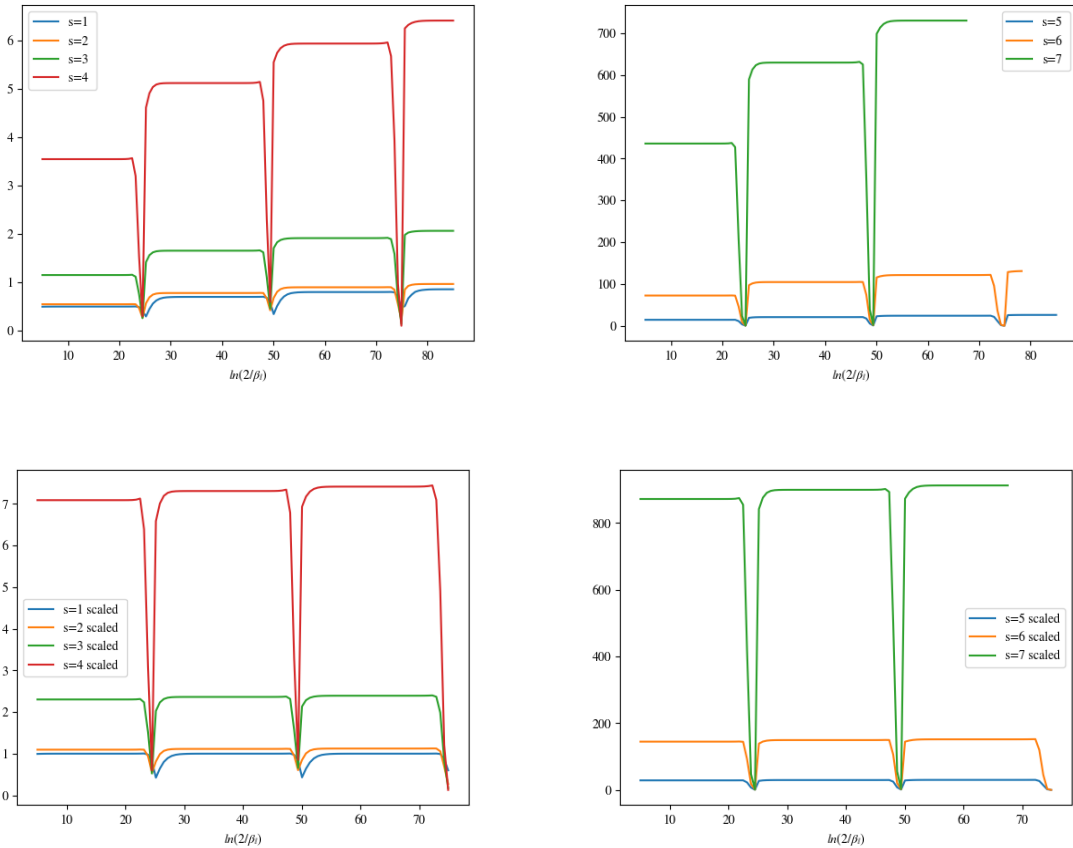 s=1
s=2
s=3
s=4
6
5
4
3
2
1
0
10 20 30 40 50 60 70 80
ln(2/βₗ)
s=5
s=6
s=7
700
600
500
400
300
200
100
0
10 20 30 40 50 60 70 80
ln(2/βₗ)
7
6
5
4
3
2
1
0
s=1 scaled
s=2 scaled
s=3 scaled
s=4 scaled
10 20 30 40 50 60 70
ln(2/βₗ)
800
600
400
200
0
s=5 scaled
s=6 scaled
s=7 scaled
10 20 30 40 50 60 70
ln(2/βₗ)